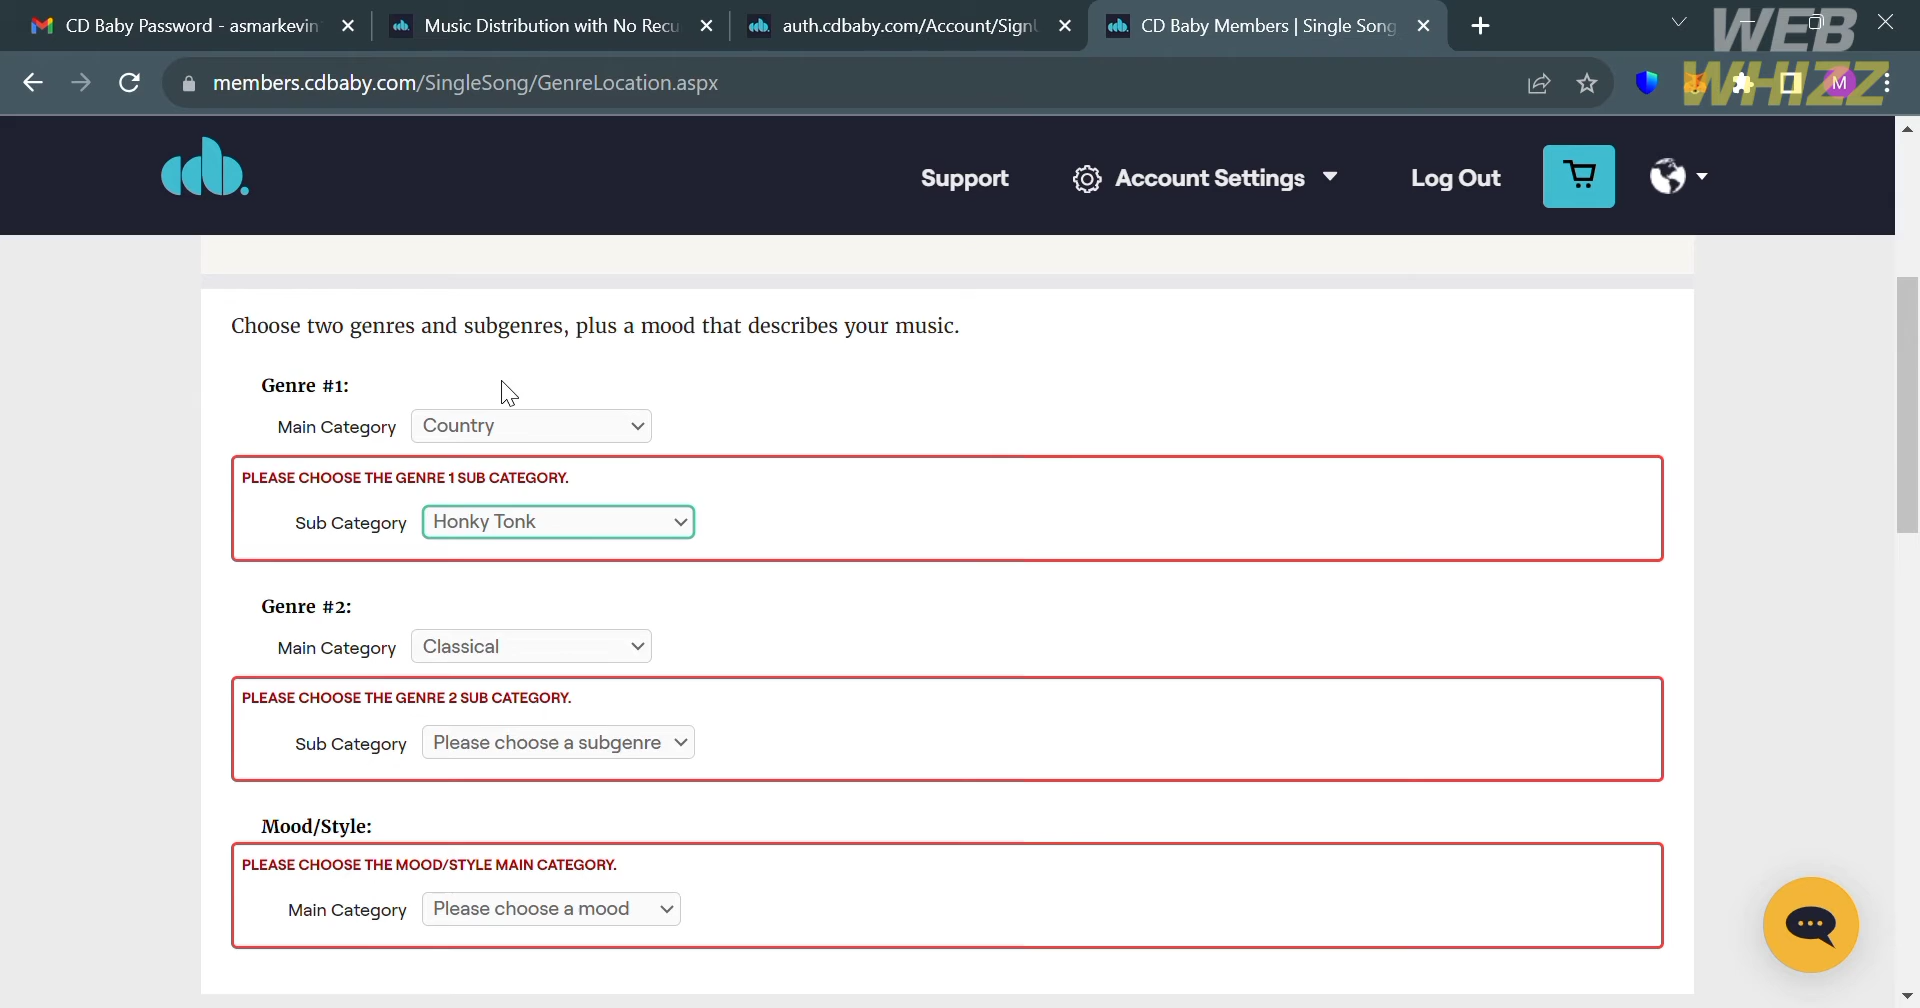 CD Baby Password - asmarkevin
Music Distribution with No Recu
auth.cdbaby.com/Account/Sign
CD Baby Members | Single Song
WEB
WHIZZ
members.cdbaby.com/SingleSong/GenreLocation.aspx
M
cdb.
Support
Account Settings
Log Out
Choose two genres and subgenres, plus a mood that describes your music.
Genre #1:
Main Category
Country
PLEASE CHOOSE THE GENRE 1 SUB CATEGORY.
Sub Category
Honky Tonk
Genre #2:
Main Category
Classical
PLEASE CHOOSE THE GENRE 2 SUB CATEGORY.
Sub Category
Please choose a subgenre
Mood/Style:
PLEASE CHOOSE THE MOOD/STYLE MAIN CATEGORY.
Main Category
Please choose a mood